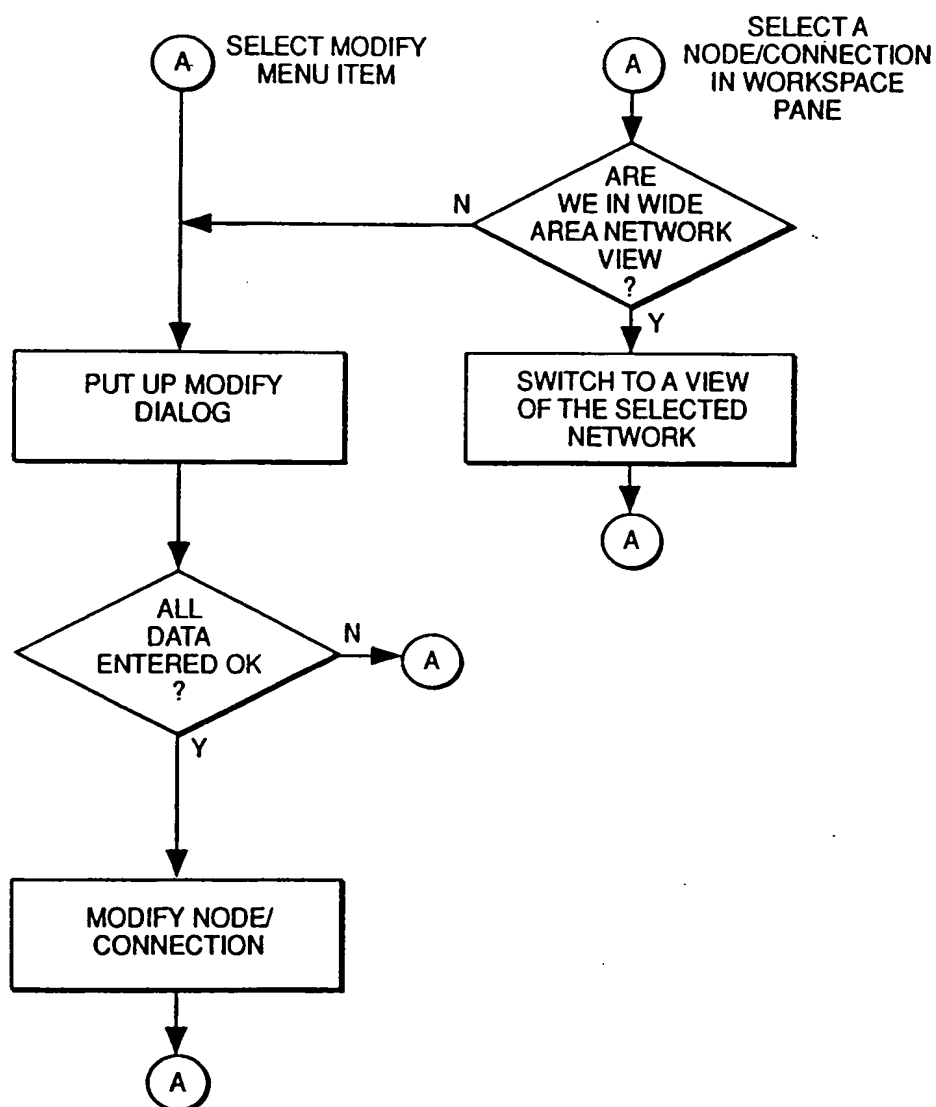 A
SELECT MODIFY
MENU ITEM
A
SELECT A
NODE/CONNECTION
IN WORKSPACE
PANE
ARE
WE IN WIDE
AREA NETWORK
VIEW
?
N
Y
PUT UP MODIFY
DIALOG
SWITCH TO A VIEW
OF THE SELECTED
NETWORK
A
ALL
DATA
ENTERED OK
?
N
A
Y
MODIFY NODE/
CONNECTION
A